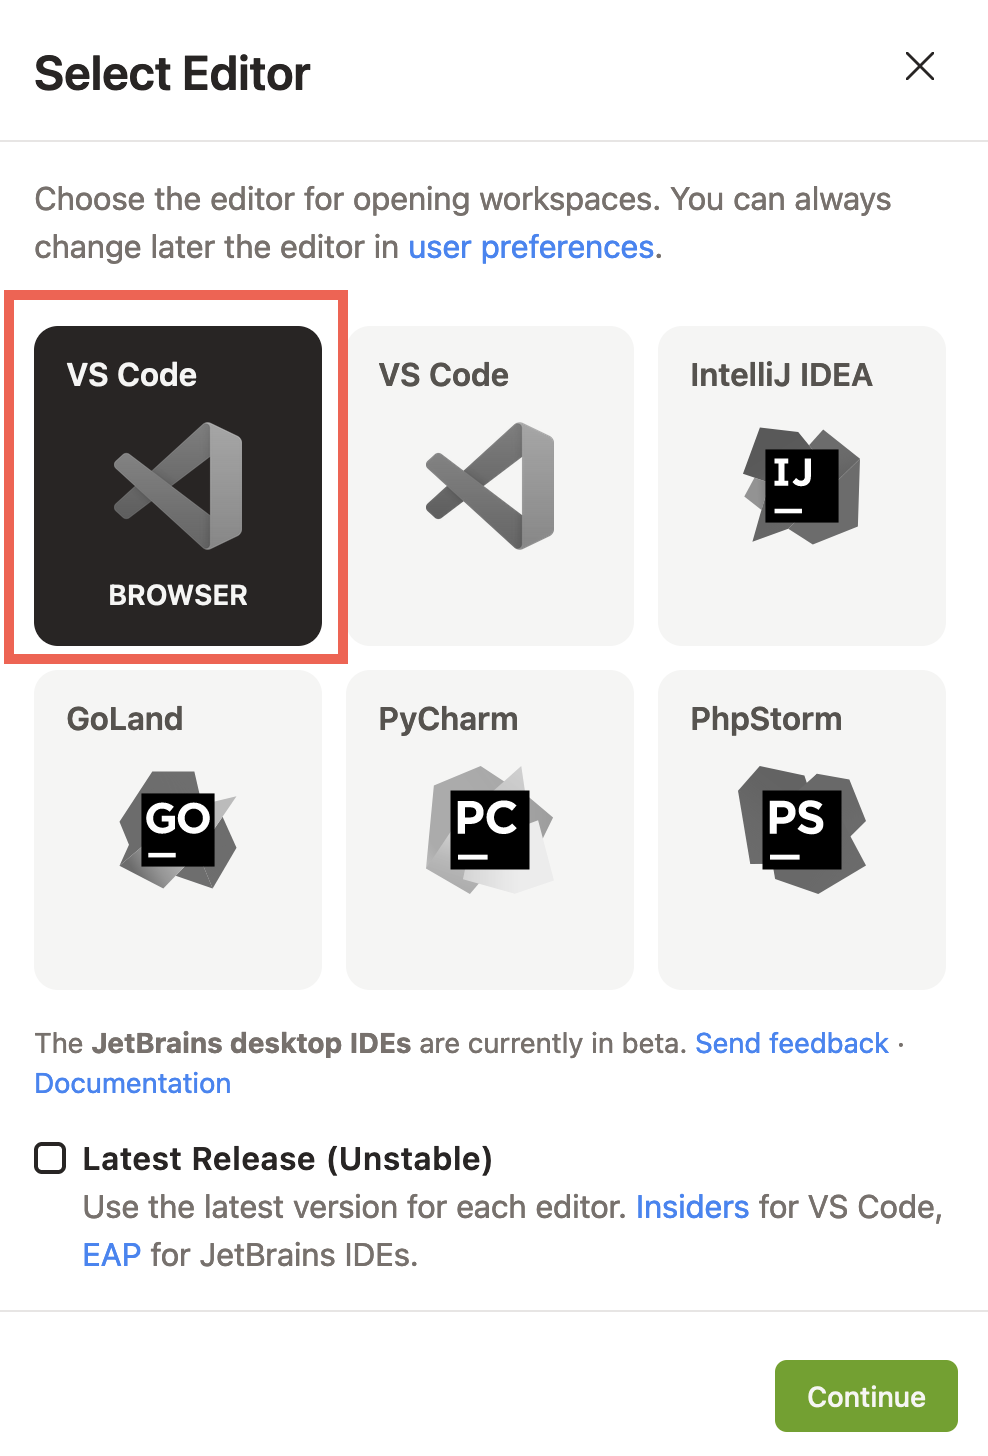 Select Editor
Choose the editor for opening workspaces. You can always
change later the editor in user preferences.
VS Code
BROWSER
VS Code
IntelliJ IDEA
IJ
GoLand
GO
PyCharm
PC
PhpStorm
PS
The JetBrains desktop IDEs are currently in beta. Send feedback ·
Documentation
Latest Release (Unstable)
Use the latest version for each editor. Insiders for VS Code,
EAP for JetBrains IDEs.
Continue